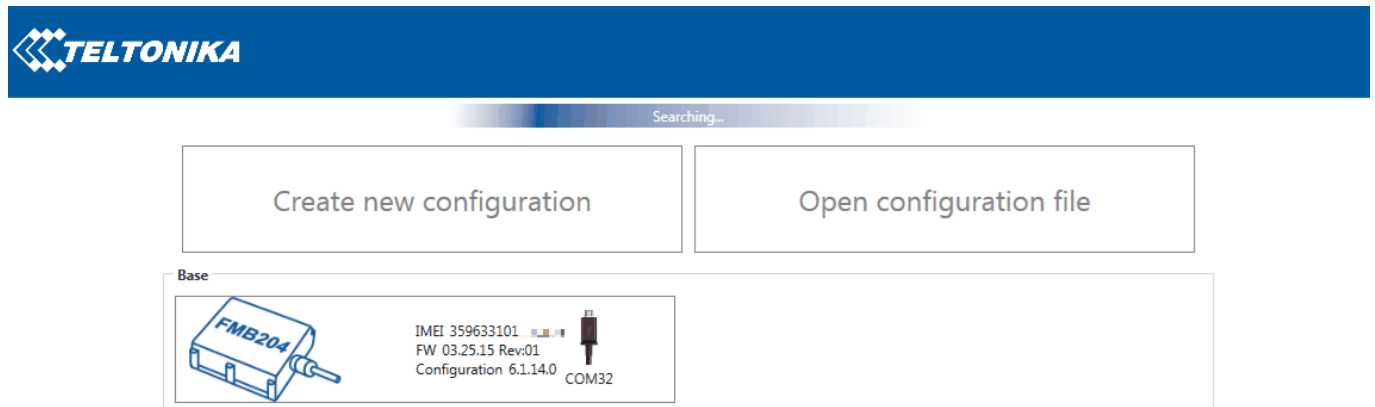 TELTONIKA
Searching...
Create new configuration
Open configuration file
Base
FMB204
IMEI 359633101
FW 03.25.15 Rev:01
Configuration 6.1.14.0
COM32